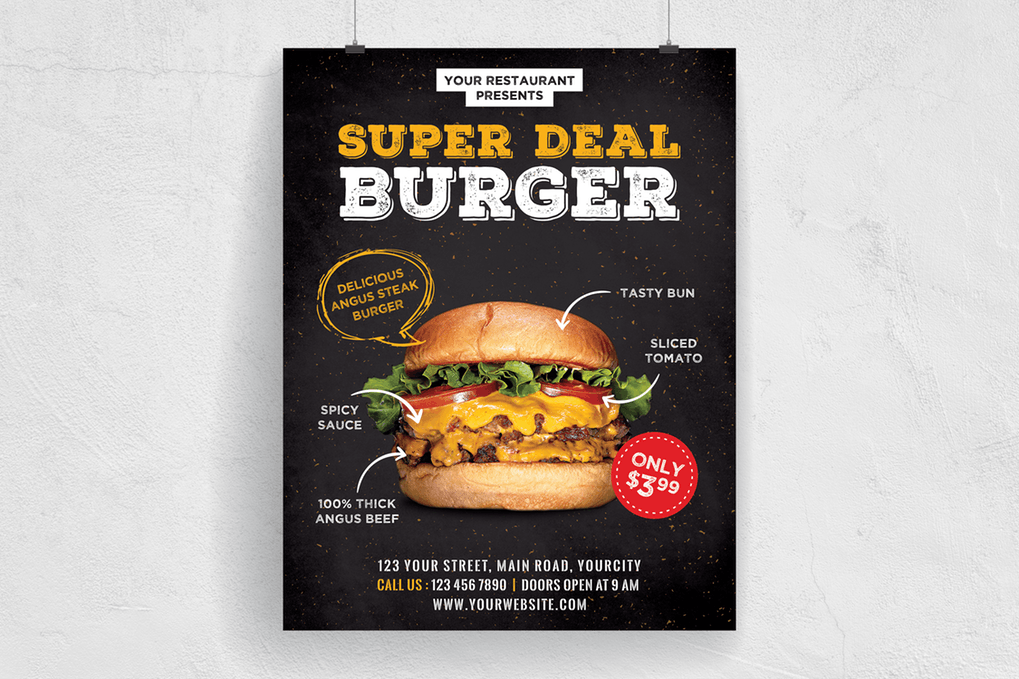 YOUR RESTAURANT
PRESENTS
SUPER DEAL
BURGER
DELICIOUS
ANGUS STEAK
BURGER
TASTY BUN
SLICED
TOMATO
SPICY
SAUCE
ONLY
$3.99
100% THICK
ANGUS BEEF
123 YOUR STREET, MAIN ROAD, YOURCITY
CALL US : 123 456 7890 | DOORS OPEN AT 9 AM
WWW.YOURWEBSITE.COM